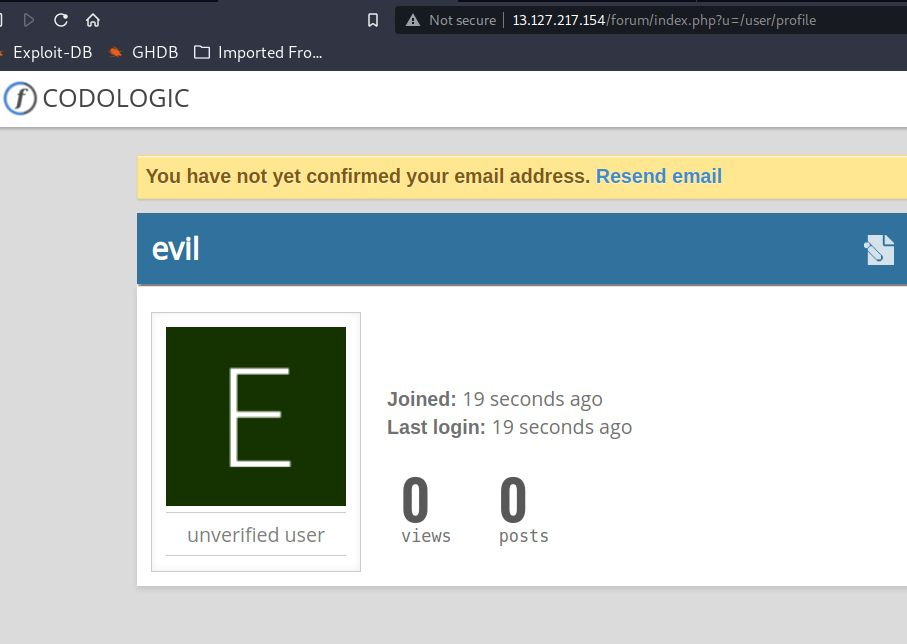 Not secure 13.127.217.154/forum/index.php?u=/user/profile
Exploit-DB GHDB Imported Fro...
f CODOLOGIC
You have not yet confirmed your email address. Resend email
evil
E
Joined: 19 seconds ago
Last login: 19 seconds ago
0 0
views posts
unverified user